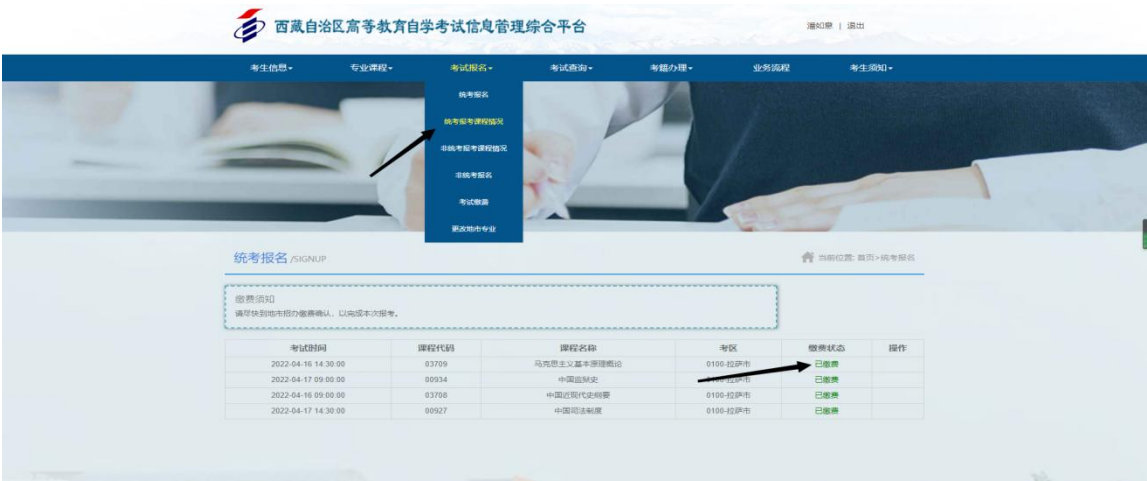 西藏自治区高等教育自学考试信息管理综合平台
潘如意 | 退出
考生信息 专业课程 考试报名 考试查询 考籍办理 业务流程 考生须知
统考报名
统考报考课程情况
非统考报考课程情况
非统考报名
考试缴费
更改地市专业
统考报名 /SIGNUP
当前位置: 首页>统考报名
缴费须知
请尽快到地市招办缴费确认，以完成本次报考。
考试时间 课程代码 课程名称 考区 缴费状态 操作
2022-04-16 14:30:00 03709 马克思主义基本原理概论 0100-拉萨市 已缴费
2022-04-17 09:00:00 00934 中国监狱史 0100-拉萨市 已缴费
2022-04-16 09:00:00 03708 中国近现代史纲要 0100-拉萨市 已缴费
2022-04-17 14:30:00 00927 中国司法制度 0100-拉萨市 已缴费